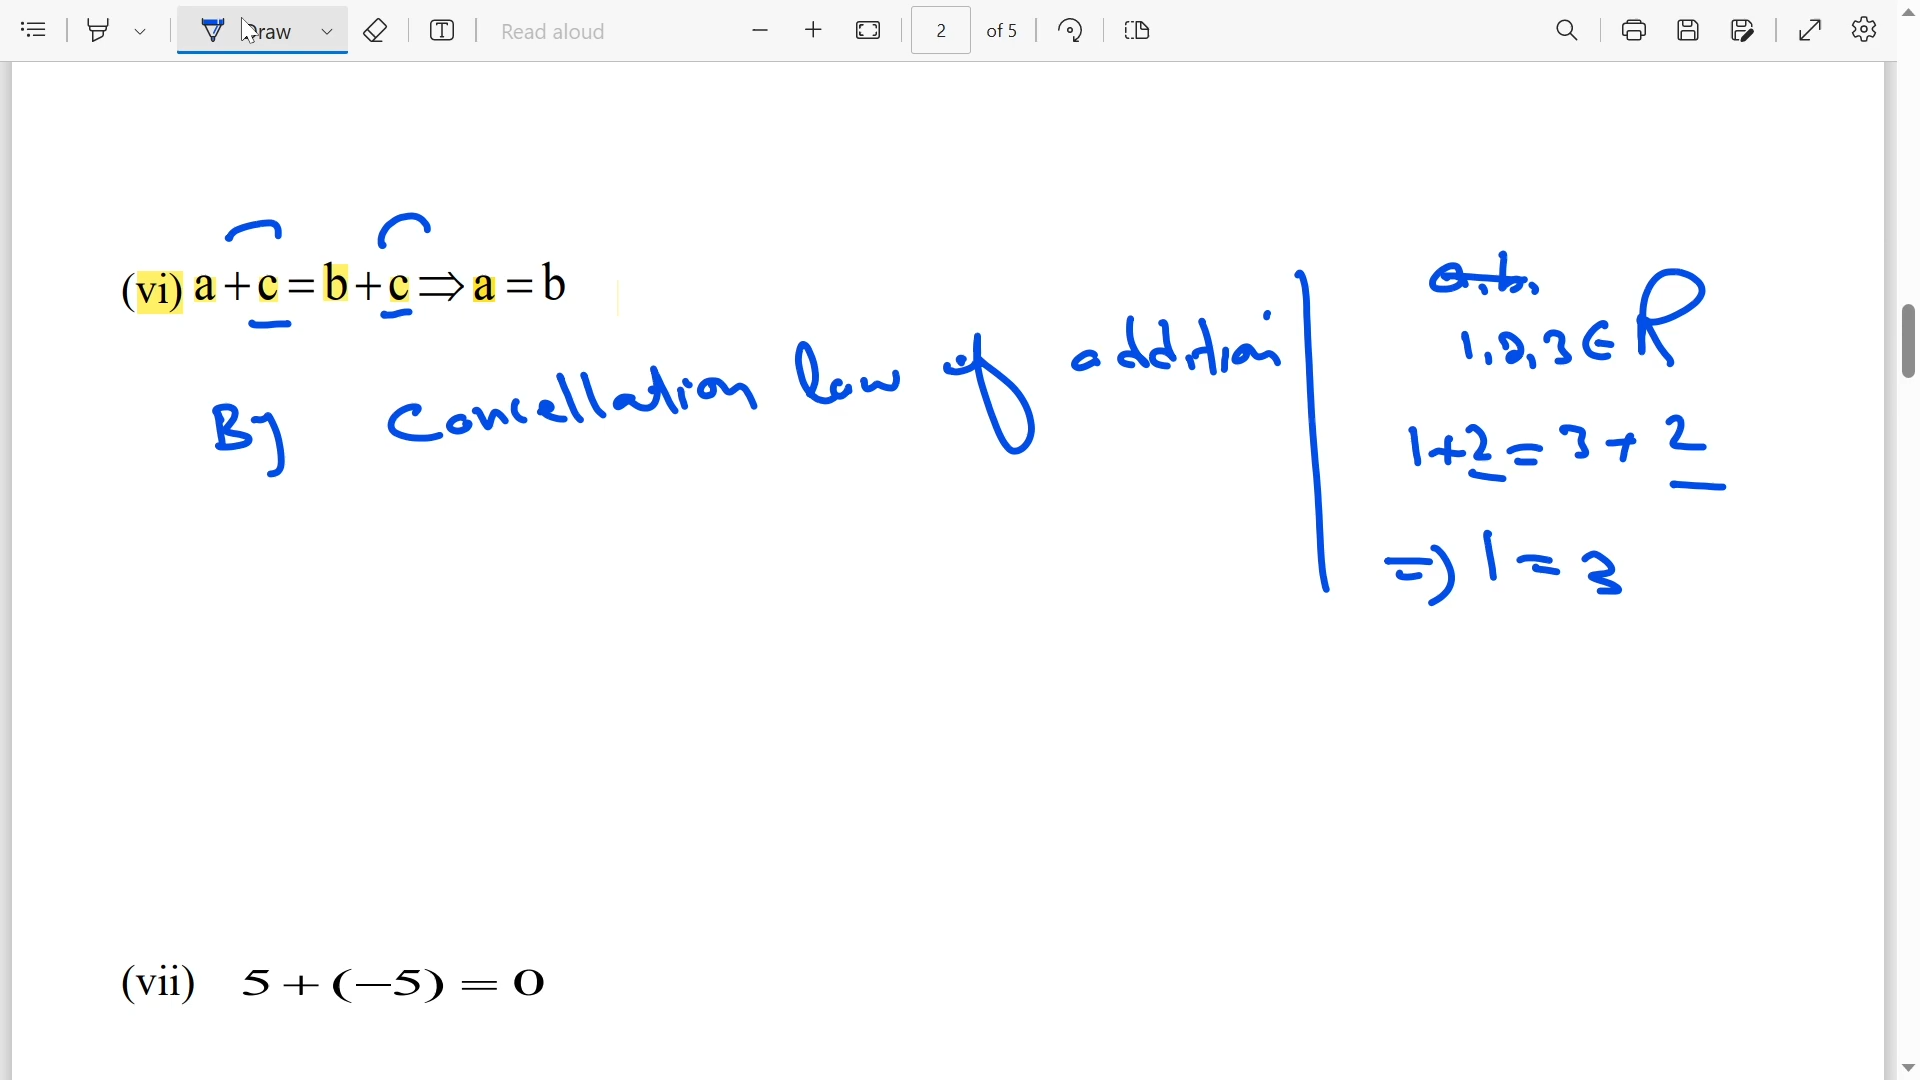 Draw
Read aloud
2 of 5
(vi) a + c = b + c ⇒ a = b
By Cancellation law of addition
a,b,
1,2,3 ∈ R
1+2 = 3+2
⇒ 1 = 3
(vii) 5 + (−5) = 0